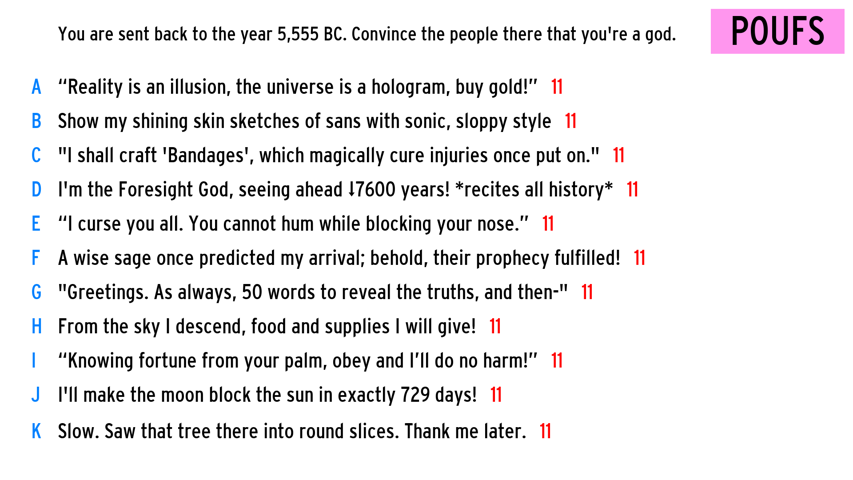 You are sent back to the year 5,555 BC. Convince the people there that you're a god.
POUFS
A “Reality is an illusion, the universe is a hologram, buy gold!” 11
B Show my shining skin sketches of sans with sonic, sloppy style 11
C "I shall craft 'Bandages', which magically cure injuries once put on." 11
D I'm the Foresight God, seeing ahead ⇂7600 years! *recites all history* 11
E “I curse you all. You cannot hum while blocking your nose.” 11
F A wise sage once predicted my arrival; behold, their prophecy fulfilled! 11
G "Greetings. As always, 50 words to reveal the truths, and then-" 11
H From the sky I descend, food and supplies I will give! 11
I “Knowing fortune from your palm, obey and I’ll do no harm!” 11
J I'll make the moon block the sun in exactly 729 days! 11
K Slow. Saw that tree there into round slices. Thank me later. 11